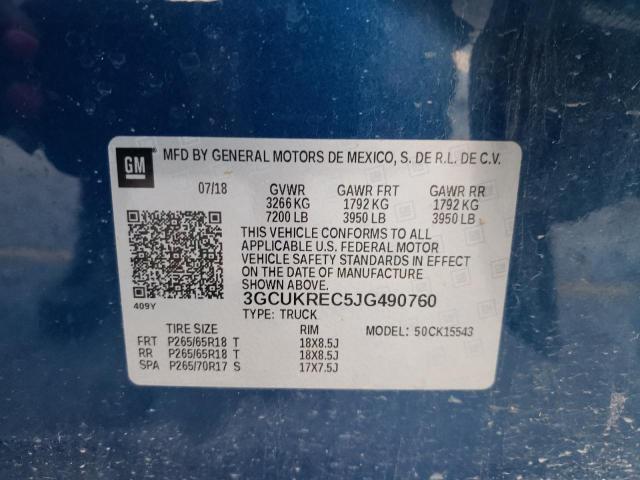 GM MFD BY GENERAL MOTORS DE MEXICO, S. DE R.L. DE C.V.
07/18 GVWR GAWR FRT GAWR RR
3266 KG 1792 KG 1792 KG
7200 LB 3950 LB 3950 LB
THIS VEHICLE CONFORMS TO ALL
APPLICABLE U.S. FEDERAL MOTOR
VEHICLE SAFETY STANDARDS IN EFFECT
ON THE DATE OF MANUFACTURE
409Y 3GCUKREC5JG490760
TYPE: TRUCK
TIRE SIZE RIM MODEL: 50CK15543
FRT P265/65R18 T 18X8.5J
RR P265/65R18 T 18X8.5J
SPA P265/70R17 S 17X7.5J